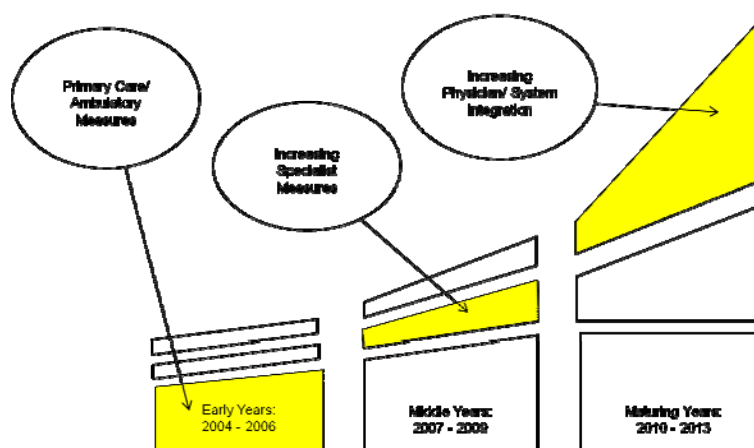 Primary Care/
Ambulatory
Measures
Increasing
Specialist
Measures
Increasing
Physician/ System
Integration
Early Years:
2004 - 2006
Middle Years:
2007 - 2009
Maturing Years:
2010 - 2013